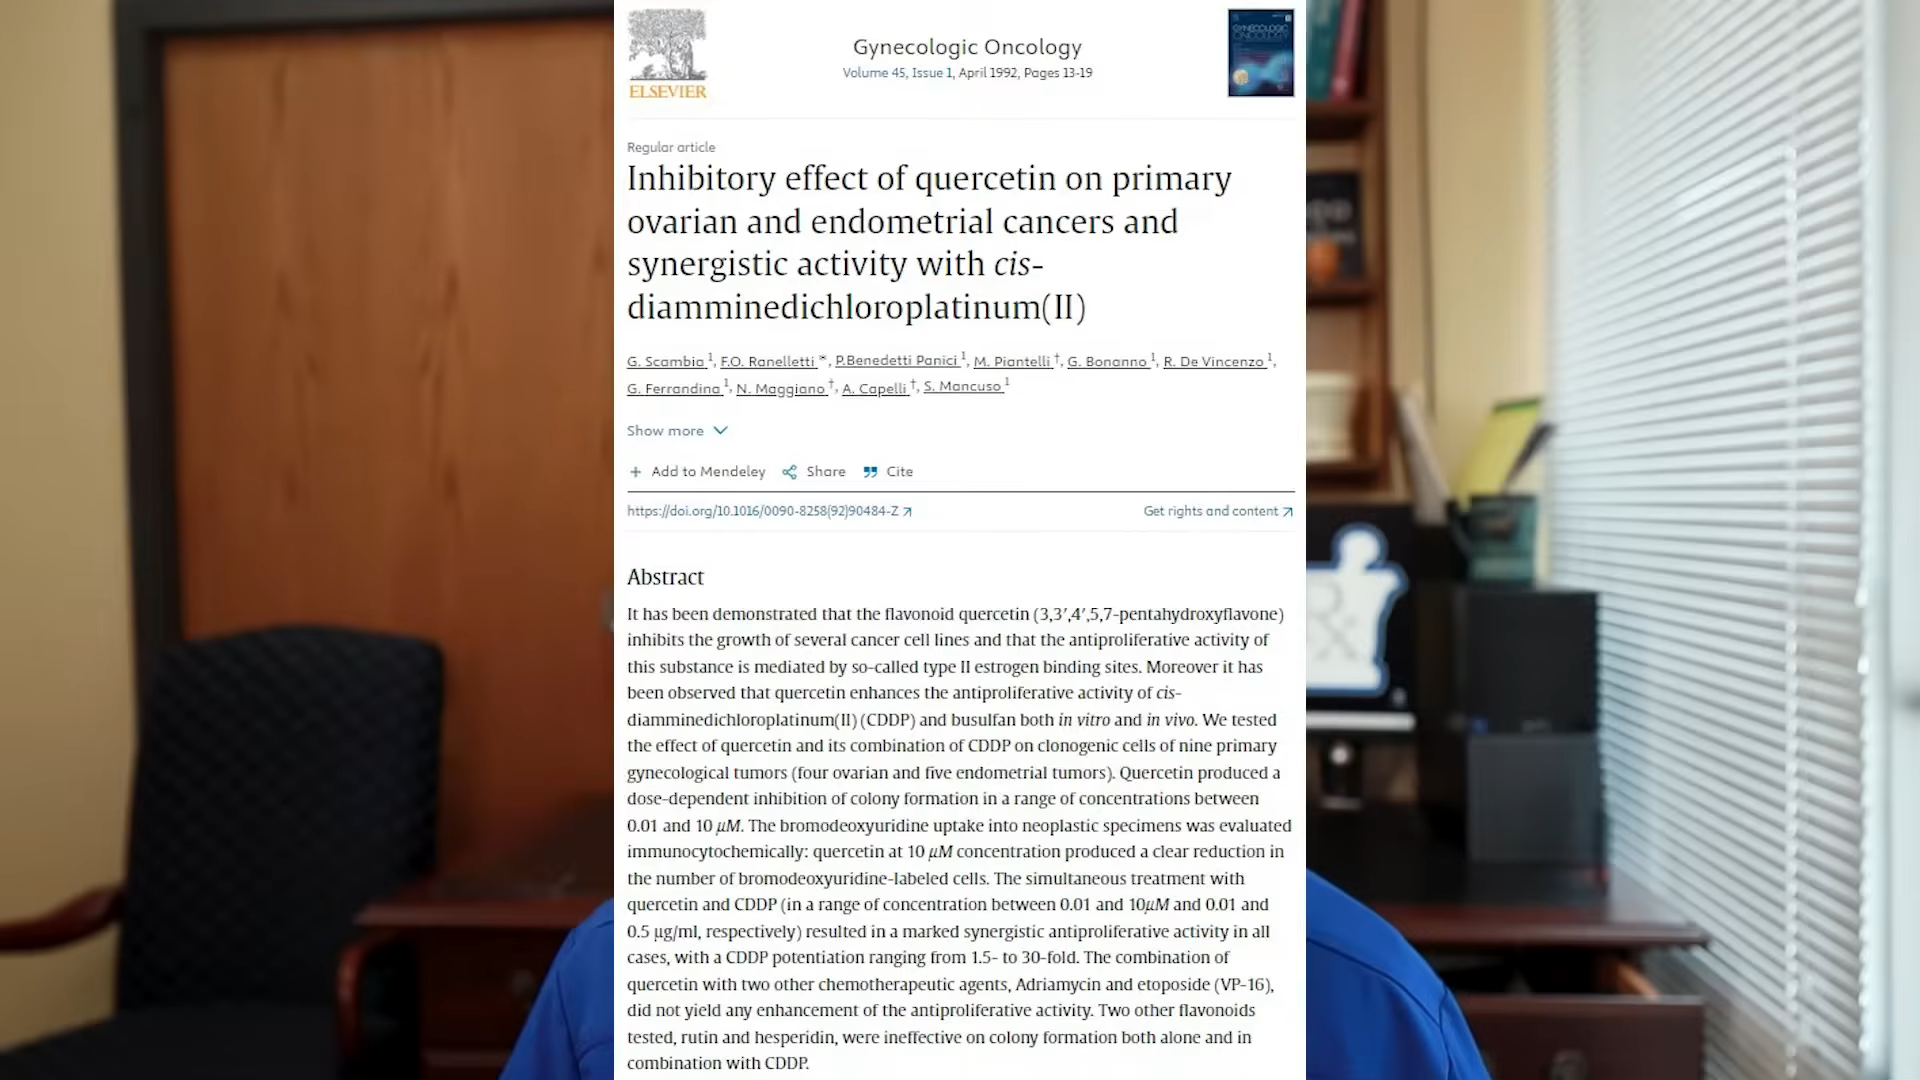 ELSEVIER
Gynecologic Oncology
Volume 45, Issue 1, April 1992, Pages 13-19
GYNECOLOGIC
ONCOLOGY
Regular article
Inhibitory effect of quercetin on primary
ovarian and endometrial cancers and
synergistic activity with cis-
diamminedichloroplatinum(II)
G. Scambia 1, F.O. Ranelletti *, P.Benedetti Panici 1, M. Piantelli †, G. Bonanno 1, R. De Vincenzo 1,
G. Ferrandina 1, N. Maggiano †, A. Capelli †, S. Mancuso 1
Show more
Add to Mendeley Share Cite
https://doi.org/10.1016/0090-8258(92)90484-Z Get rights and content
Abstract
It has been demonstrated that the flavonoid quercetin (3,3′,4′,5,7-pentahydroxyflavone)
inhibits the growth of several cancer cell lines and that the antiproliferative activity of
this substance is mediated by so-called type II estrogen binding sites. Moreover it has
been observed that quercetin enhances the antiproliferative activity of cis-
diamminedichloroplatinum(II) (CDDP) and busulfan both in vitro and in vivo. We tested
the effect of quercetin and its combination of CDDP on clonogenic cells of nine primary
gynecological tumors (four ovarian and five endometrial tumors). Quercetin produced a
dose-dependent inhibition of colony formation in a range of concentrations between
0.01 and 10 μM. The bromodeoxyuridine uptake into neoplastic specimens was evaluated
immunocytochemically: quercetin at 10 μM concentration produced a clear reduction in
the number of bromodeoxyuridine-labeled cells. The simultaneous treatment with
quercetin and CDDP (in a range of concentration between 0.01 and 10μM and 0.01 and
0.5 μg/ml, respectively) resulted in a marked synergistic antiproliferative activity in all
cases, with a CDDP potentiation ranging from 1.5- to 30-fold. The combination of
quercetin with two other chemotherapeutic agents, Adriamycin and etoposide (VP-16),
did not yield any enhancement of the antiproliferative activity. Two other flavonoids
tested, rutin and hesperidin, were ineffective on colony formation both alone and in
combination with CDDP.